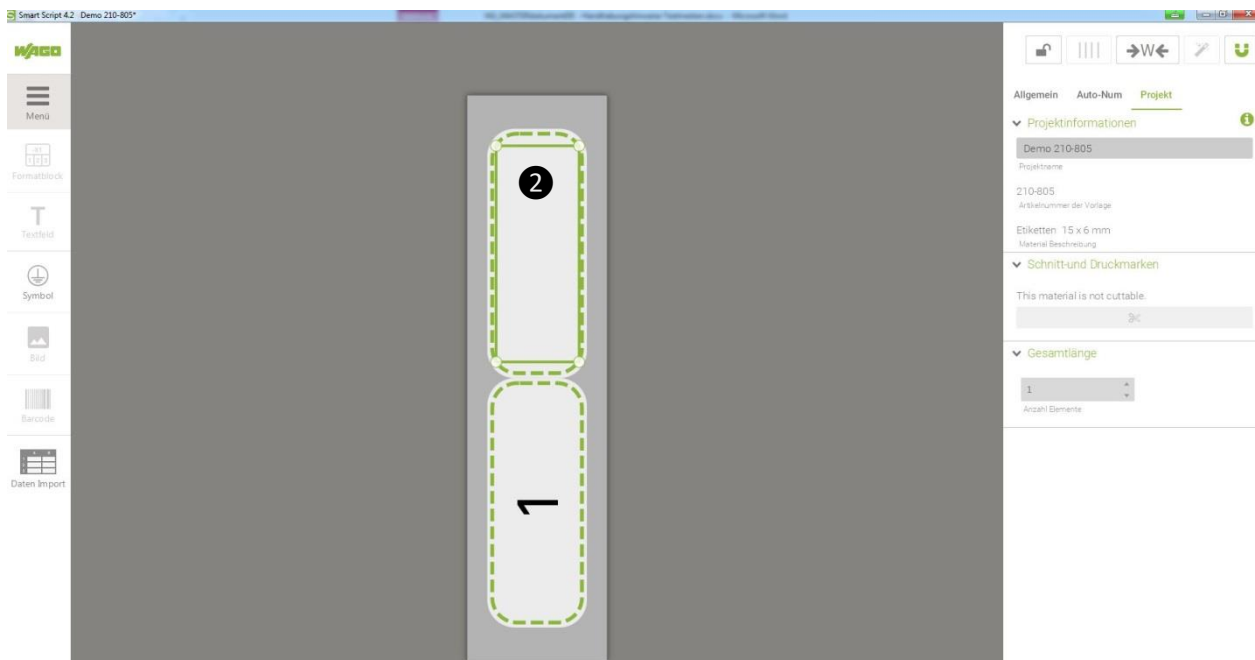 Smart Script 4.2 Demo 210-805*
WAGO
Menü
Formatblock
T
Textfeld
Symbol
Bild
Barcode
Daten Import
2
1
W
Allgemein Auto-Num Projekt
Projektinformationen
Demo 210-805
Projektname
210-805
Artikelnummer der Vorlage
Etiketten 15 x 6 mm
Material Beschreibung
Schnitt-und Druckmarken
This material is not cuttable.
Gesamtlänge
1
Anzahl Elemente